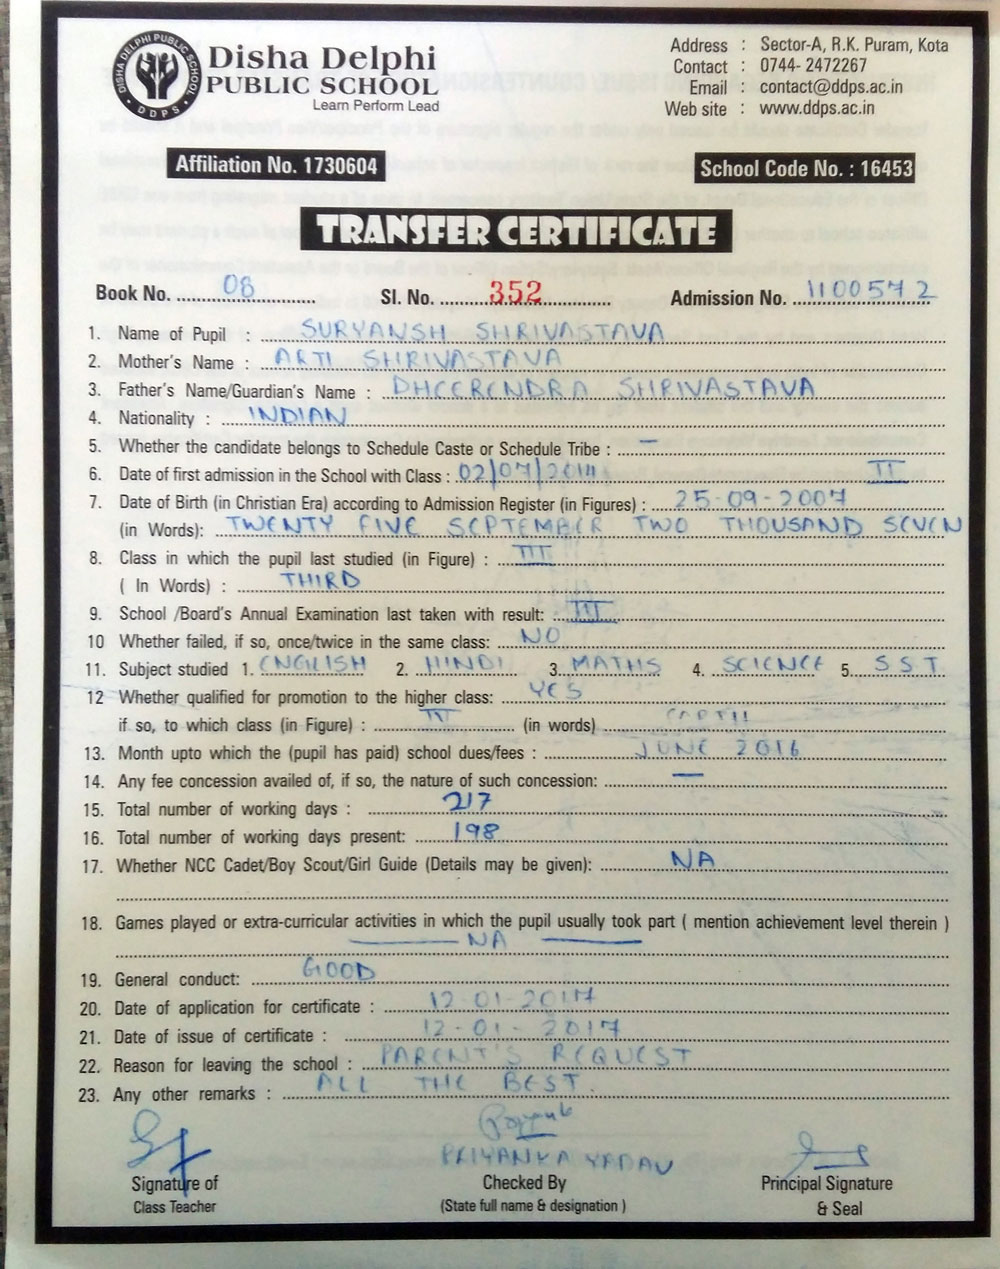 DISHA DELPHI PUBLIC SCHOOL
DDPS
Disha Delphi
PUBLIC SCHOOL
Learn Perform Lead
Address : Sector-A, R.K. Puram, Kota
Contact : 0744- 2472267
Email : contact@ddps.ac.in
Web site : www.ddps.ac.in
Affiliation No. 1730604
School Code No. : 16453
TRANSFER CERTIFICATE
Book No. 08 Sl. No. 352 Admission No. 1100572
1. Name of Pupil : SURYANSH SHRIVASTAVA
2. Mother's Name : ARTI SHRIVASTAVA
3. Father's Name/Guardian's Name : DHEERENDRA SHRIVASTAVA
4. Nationality : INDIAN
5. Whether the candidate belongs to Schedule Caste or Schedule Tribe : —
6. Date of first admission in the School with Class : 02/07/2014 II
7. Date of Birth (in Christian Era) according to Admission Register (in Figures) : 25-09-2007
(in Words): TWENTY FIVE SEPTEMBER TWO THOUSAND SEVEN
8. Class in which the pupil last studied (in Figure) : III
( In Words) : THIRD
9. School /Board's Annual Examination last taken with result: III
10 Whether failed, if so, once/twice in the same class: NO
11. Subject studied 1. ENGLISH 2. HINDI 3. MATHS 4. SCIENCE 5. SST
12 Whether qualified for promotion to the higher class: YES
if so, to which class (in Figure) : IV (in words)
13. Month upto which the (pupil has paid) school dues/fees : JUNE 2016
14. Any fee concession availed of, if so, the nature of such concession: —
15. Total number of working days : 217
16. Total number of working days present: 198
17. Whether NCC Cadet/Boy Scout/Girl Guide (Details may be given): NA
18. Games played or extra-curricular activities in which the pupil usually took part ( mention achievement level therein )
— NA —
19. General conduct: GOOD
20. Date of application for certificate : 12-01-2017
21. Date of issue of certificate : 12-01-2017
22. Reason for leaving the school : PARENT'S REQUEST
23. Any other remarks : ALL THE BEST.
PRIYANKA YADAV
Signature of
Class Teacher
Checked By
(State full name & designation )
Principal Signature
& Seal